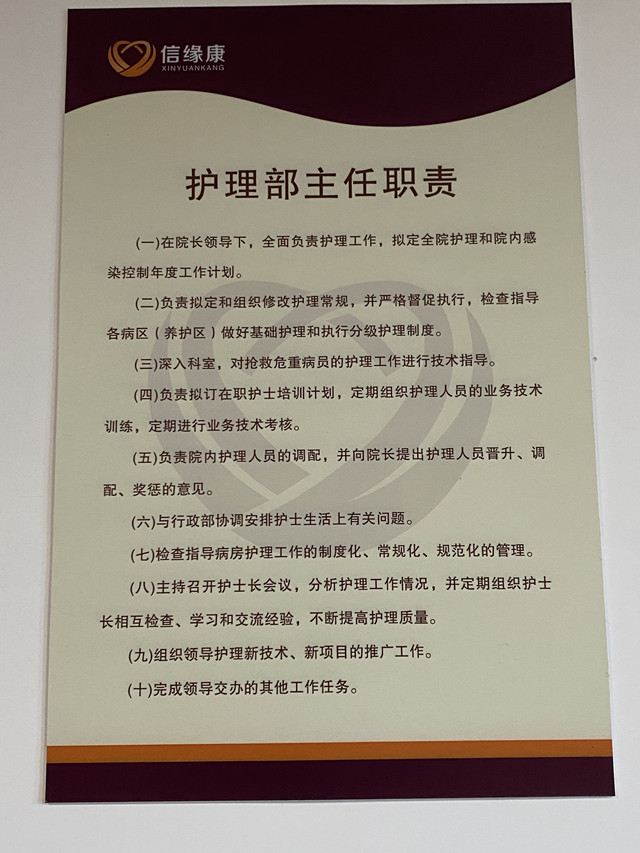 信缘康
XINYUANKANG
护理部主任职责
(一)在院长领导下，全面负责护理工作，拟定全院护理和院内感
染控制年度工作计划。
(二)负责拟定和组织修改护理常规，并严格督促执行，检查指导
各病区（养护区）做好基础护理和执行分级护理制度。
(三)深入科室，对抢救危重病员的护理工作进行技术指导。
(四)负责拟订在职护士培训计划，定期组织护理人员的业务技术
训练，定期进行业务技术考核。
(五)负责院内护理人员的调配，并向院长提出护理人员晋升、调
配、奖惩的意见。
(六)与行政部协调安排护士生活上有关问题。
(七)检查指导病房护理工作的制度化、常规化、规范化的管理。
(八)主持召开护士长会议，分析护理工作情况，并定期组织护士
长相互检查、学习和交流经验，不断提高护理质量。
(九)组织领导护理新技术、新项目的推广工作。
(十)完成领导交办的其他工作任务。